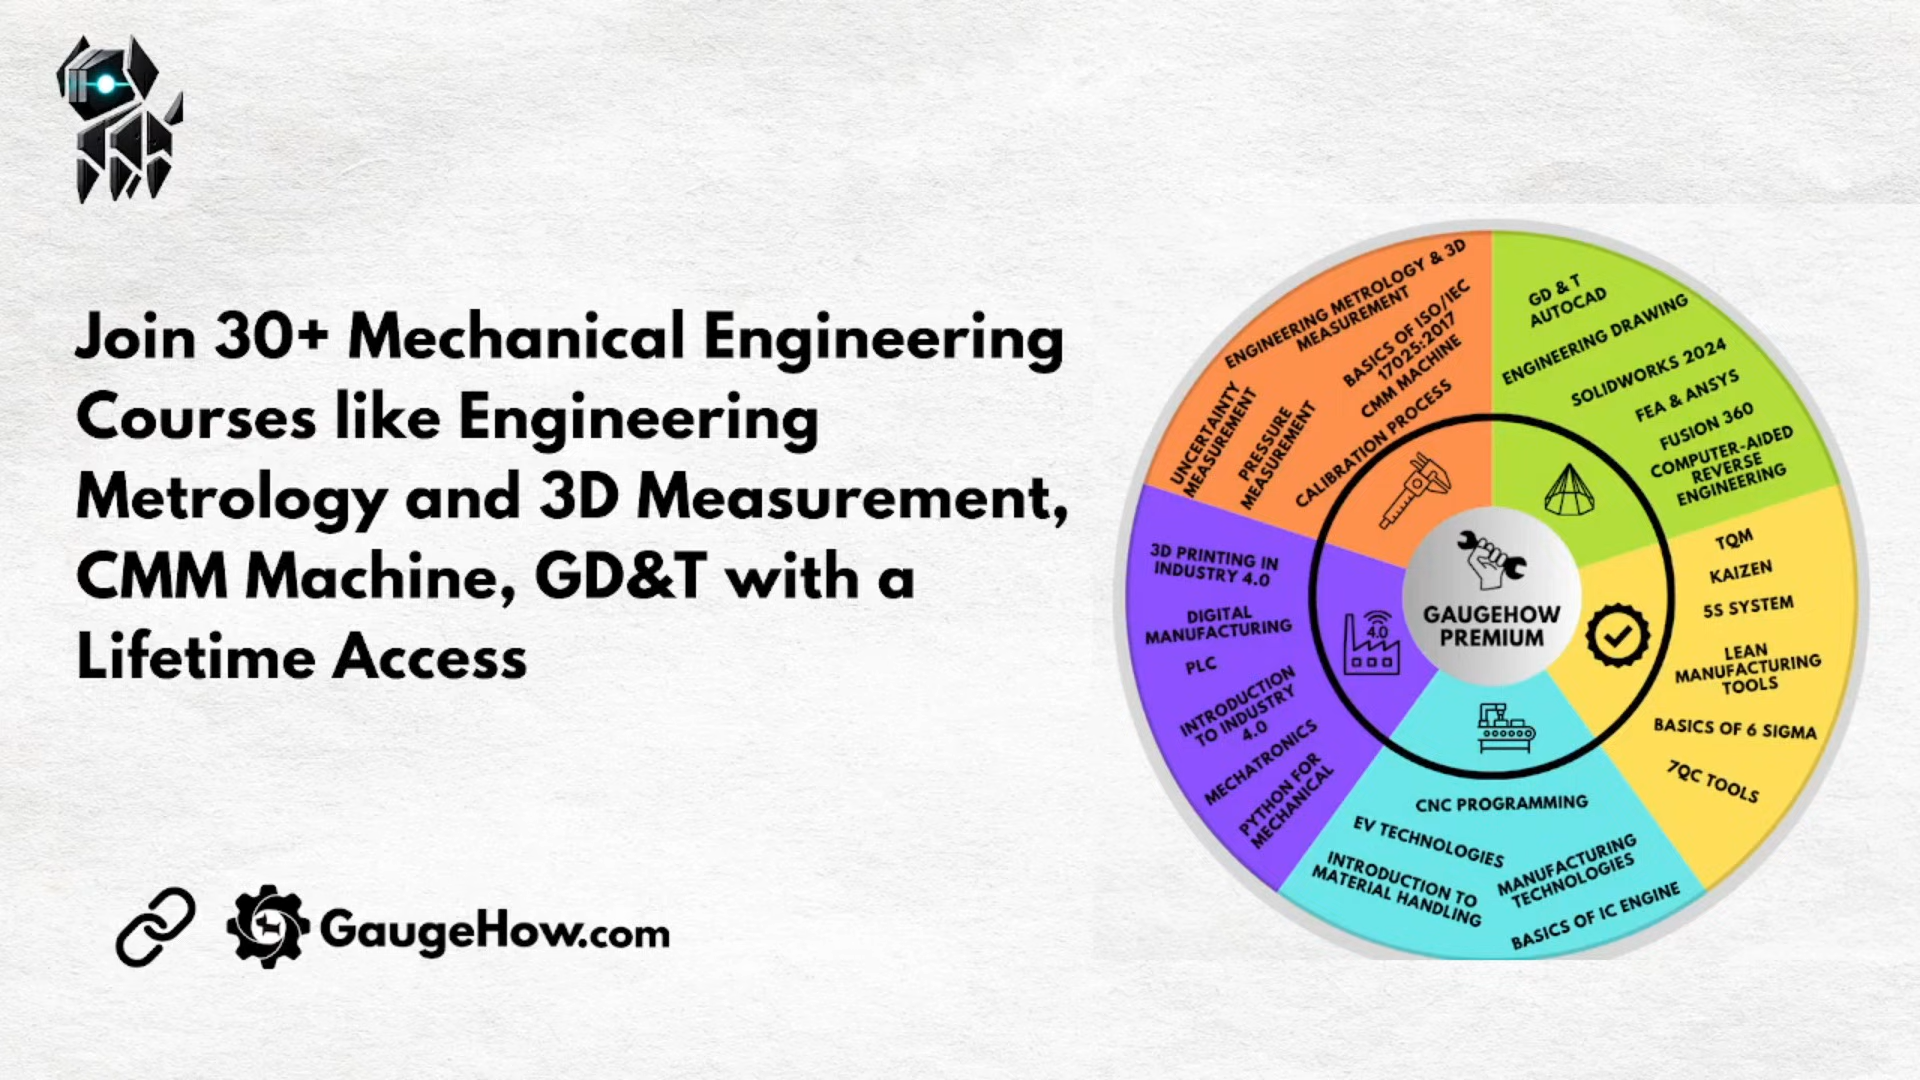 Join 30+ Mechanical Engineering
Courses like Engineering
Metrology and 3D Measurement,
CMM Machine, GD&T with a
Lifetime Access
GaugeHow.com
ENGINEERING METROLOGY & 3D
MEASUREMENT
BASICS OF ISO/IEC
17025:2017
CMM MACHINE
CALIBRATION PROCESS
PRESSURE
MEASUREMENT
UNCERTAINTY
MEASUREMENT
GD & T
AUTOCAD
ENGINEERING DRAWING
SOLIDWORKS 2024
FEA & ANSYS
FUSION 360
COMPUTER-AIDED
REVERSE
ENGINEERING
TQM
KAIZEN
5S SYSTEM
LEAN
MANUFACTURING
TOOLS
BASICS OF 6 SIGMA
7QC TOOLS
CNC PROGRAMMING
EV TECHNOLOGIES
INTRODUCTION TO
MATERIAL HANDLING
MANUFACTURING
TECHNOLOGIES
BASICS OF IC ENGINE
3D PRINTING IN
INDUSTRY 4.0
DIGITAL
MANUFACTURING
PLC
INTRODUCTION
TO INDUSTRY
4.0
MECHATRONICS
PYTHON FOR
MECHANICAL
4.0
GAUGEHOW
PREMIUM